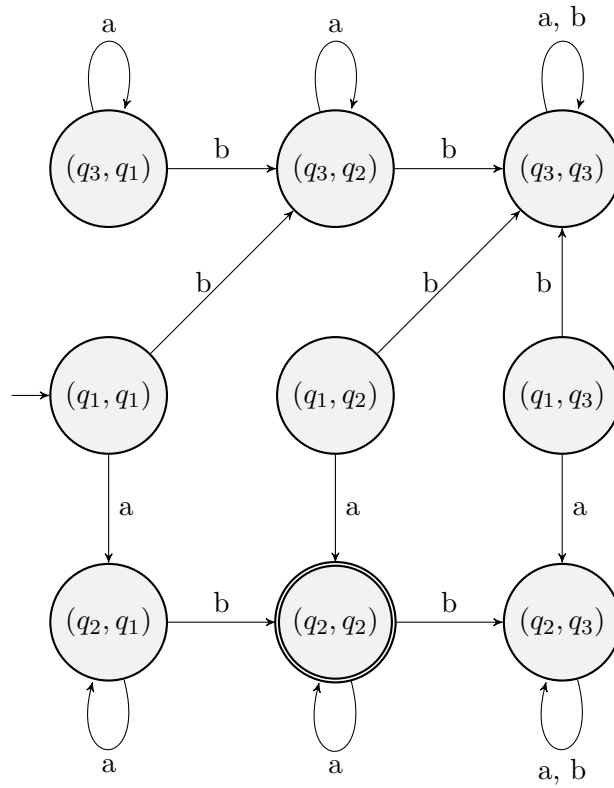 a a a, b
(q₃, q₁) b (q₃, q₂) b (q₃, q₃)
b b b
(q₁, q₁) (q₁, q₂) (q₁, q₃)
a a a
(q₂, q₁) b (q₂, q₂) b (q₂, q₃)
a a a, b